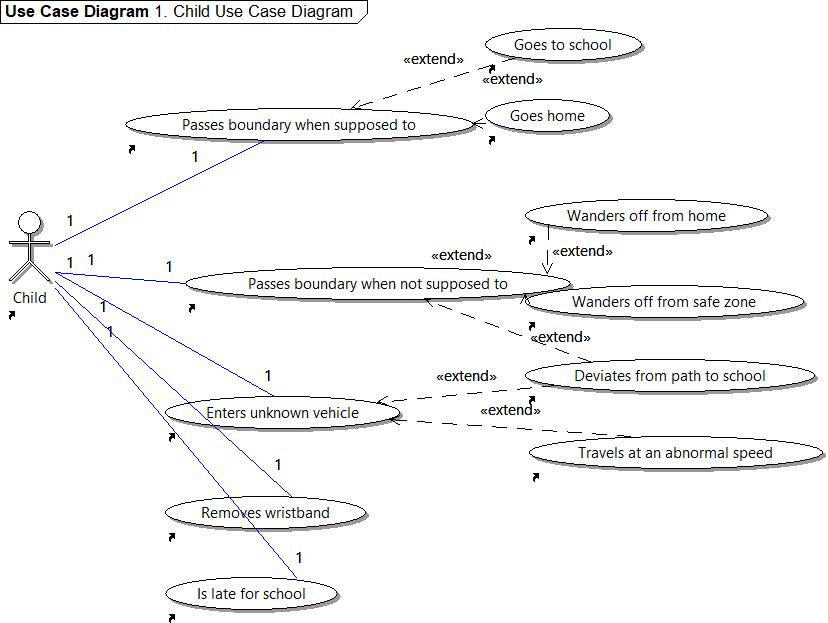 Use Case Diagram 1. Child Use Case Diagram
Goes to school
«extend»
«extend»
Goes home
Passes boundary when supposed to
1
1
Wanders off from home
«extend»
«extend»
1
1
1
Passes boundary when not supposed to
Child
Wanders off from safe zone
1
1
«extend»
Deviates from path to school
1
«extend»
«extend»
Enters unknown vehicle
Travels at an abnormal speed
1
Removes wristband
1
Is late for school